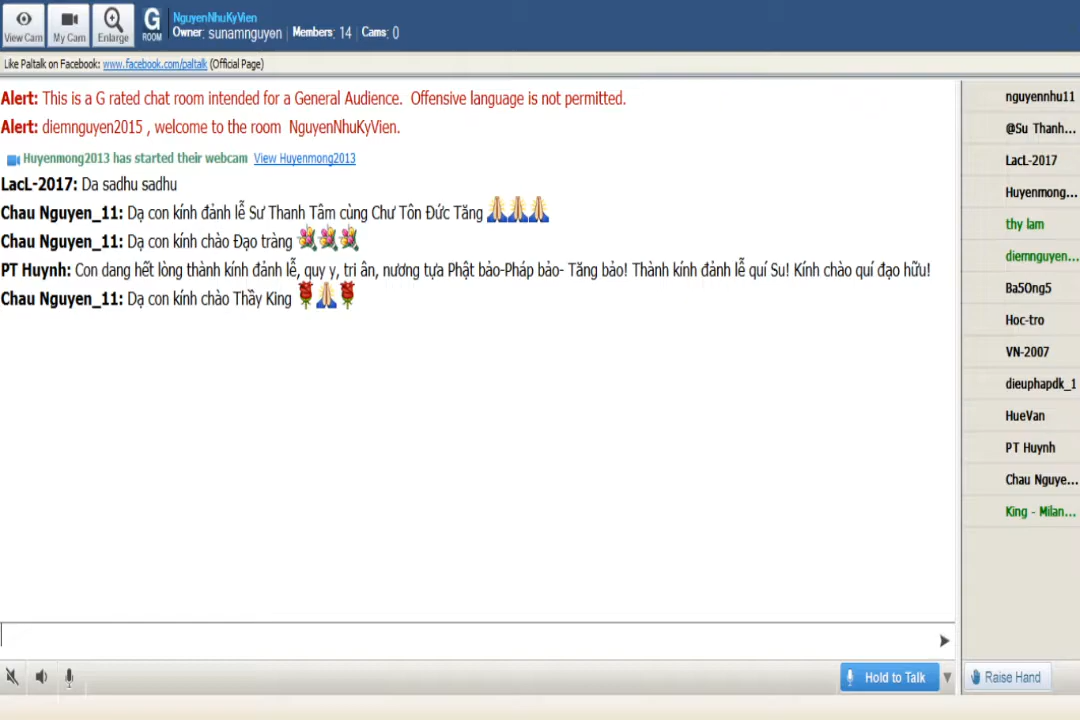 View Cam My Cam Enlarge G ROOM NguyenNhuKyVien
Owner: sunamnguyen Members: 14 Cams: 0
Like Paltalk on Facebook: www.facebook.com/paltalk (Official Page)
Alert: This is a G rated chat room intended for a General Audience. Offensive language is not permitted.
Alert: diemnguyen2015 , welcome to the room NguyenNhuKyVien.
Huyenmong2013 has started their webcam View Huyenmong2013
LacL-2017: Da sadhu sadhu
Chau Nguyen_11: Dạ con kính đảnh lễ Sư Thanh Tâm cùng Chư Tôn Đức Tăng 🙏🙏🙏
Chau Nguyen_11: Dạ con kính chào Đạo tràng 💐💐💐
PT Huynh: Con dang hết lòng thành kính đảnh lễ, quy y, tri ân, nương tựa Phật bảo-Pháp bảo- Tăng bảo! Thành kính đảnh lễ quí Su! Kính chào quí đạo hữu!
Chau Nguyen_11: Dạ con kính chào Thầy King 🌹🙏🌹
nguyennhu11
@Su Thanh...
LacL-2017
Huyenmong...
thy lam
diemnguyen...
Ba5Ong5
Hoc-tro
VN-2007
dieuphapdk_1
HueVan
PT Huynh
Chau Nguye...
King - Milan...
Hold to Talk
Raise Hand